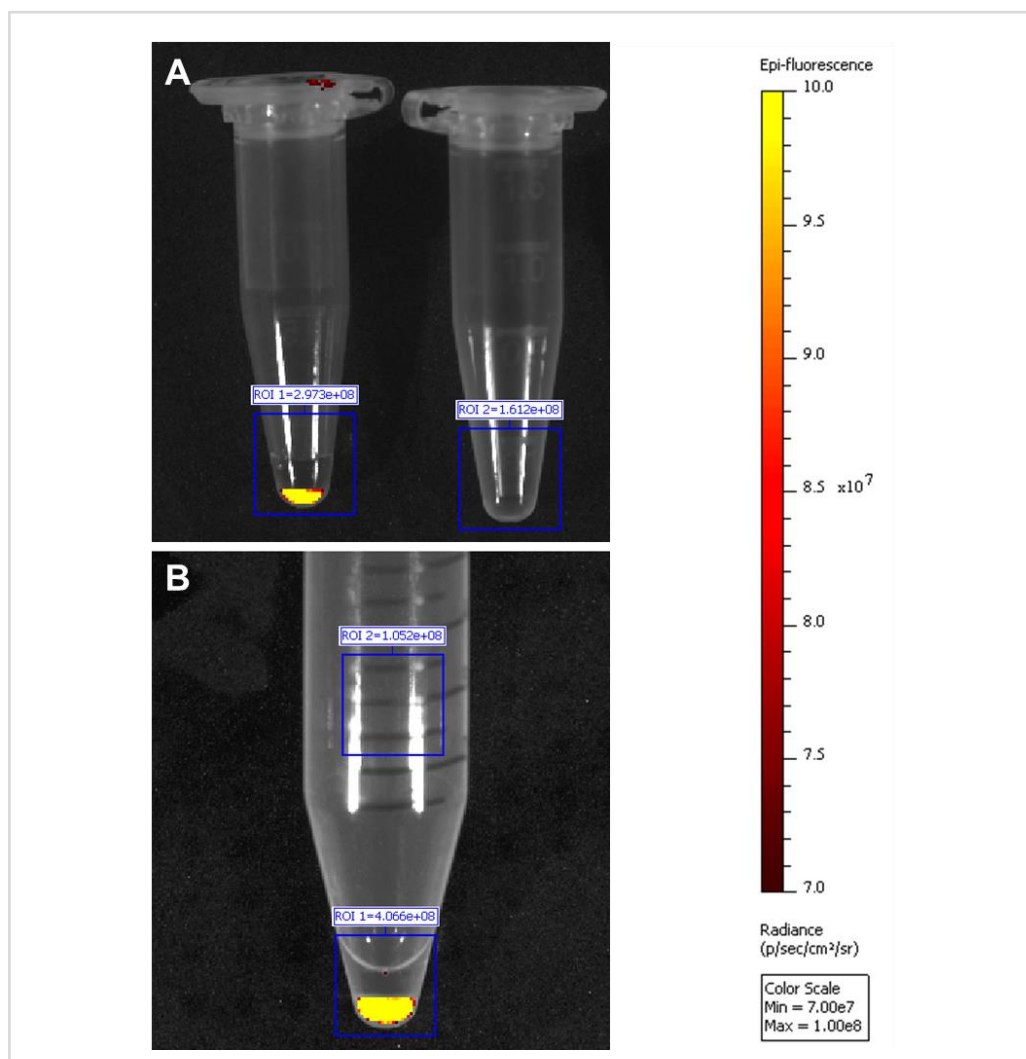 A
ROI 1=2.973e+08
ROI 2=1.612e+08
B
ROI 2=1.052e+08
ROI 1=4.066e+08
Epi-fluorescence
10.0
9.5
9.0
8.5 x10⁷
8.0
7.5
7.0
Radiance
(p/sec/cm²/sr)
Color Scale
Min = 7.00e7
Max = 1.00e8